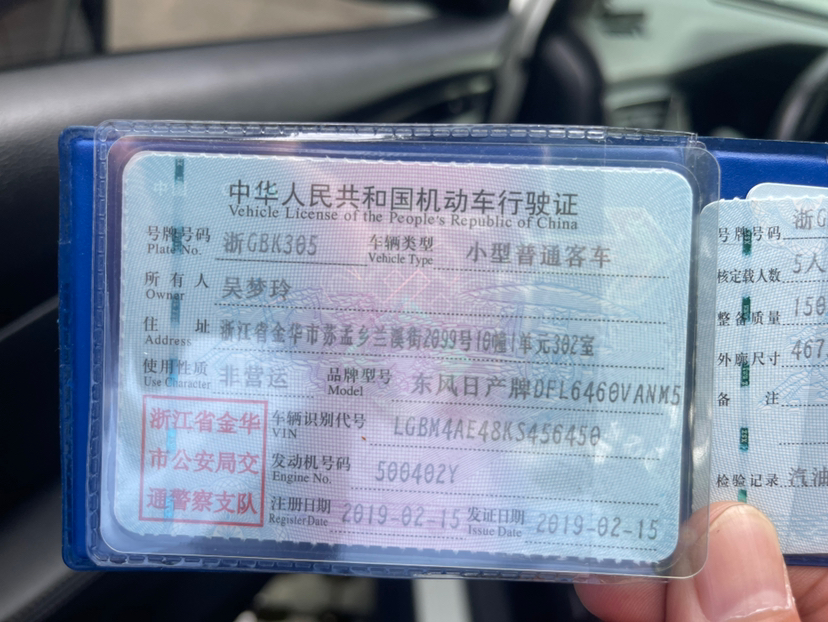 中华人民共和国机动车行驶证
Vehicle License of the People's Republic of China
号牌号码 浙GBK305 车辆类型 小型普通客车
Plate No. Vehicle Type
所有人 吴梦玲
Owner
住址 浙江省金华市苏孟乡兰溪街2099号10幢1单元302室
Address
使用性质 非营运 品牌型号 东风日产牌DFL6460VANM5
Use Character Model
浙江省金华
市公安局交
通警察支队
车辆识别代号 LGBM4AE48KS456450
VIN
发动机号码 500402Y
Engine No.
注册日期 2019-02-15 发证日期 2019-02-15
Register Date Issue Date
号牌号码 浙G
核定载人数 5人
整备质量 150
外廓尺寸 467
备注
检验记录 汽油